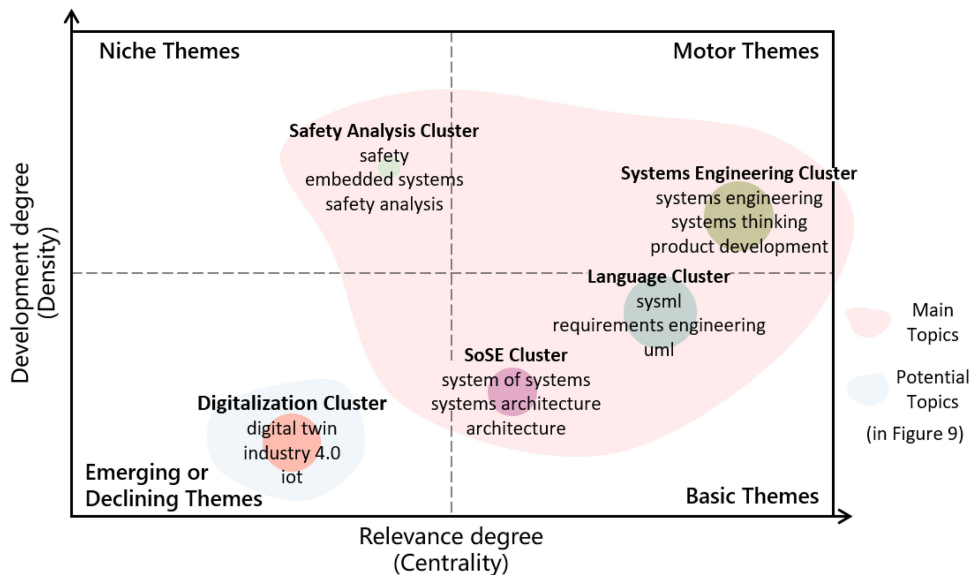 Niche Themes
Motor Themes
Safety Analysis Cluster
safety
embedded systems
safety analysis
Systems Engineering Cluster
systems engineering
systems thinking
product development
Language Cluster
sysml
requirements engineering
uml
SoSE Cluster
system of systems
systems architecture
architecture
Digitalization Cluster
digital twin
industry 4.0
iot
Emerging or
Declining Themes
Basic Themes
Development degree
(Density)
Relevance degree
(Centrality)
Main
Topics
Potential
Topics
(in Figure 9)